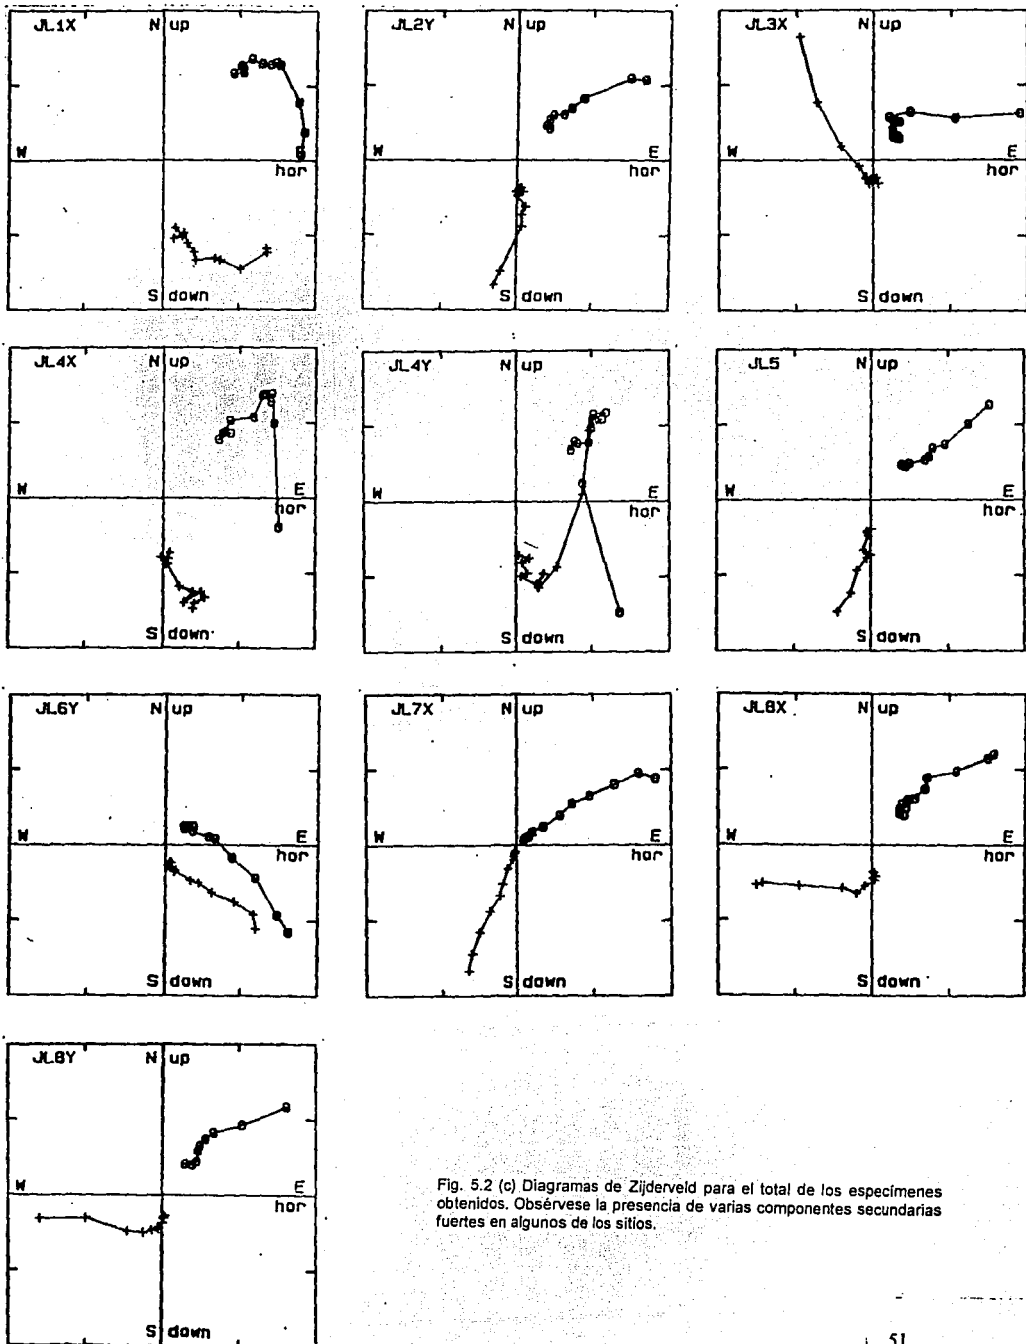 JL1X N up
W E
hor
S down
JL2Y N up
W E
hor
S down
JL3X N up
W E
hor
S down
JL4X N up
W E
hor
S down
JL4Y N up
W E
hor
S down
JL5 N up
W E
hor
S down
JL6Y N up
W E
hor
S down
JL7X N up
W E
hor
S down
JL8X N up
W E
hor
S down
JL8Y N up
W E
hor
S down
Fig. 5.2 (c) Diagramas de Zijderveld para el total de los especímenes
obtenidos. Obsérvese la presencia de varias componentes secundarias
fuertes en algunos de los sitios.
51